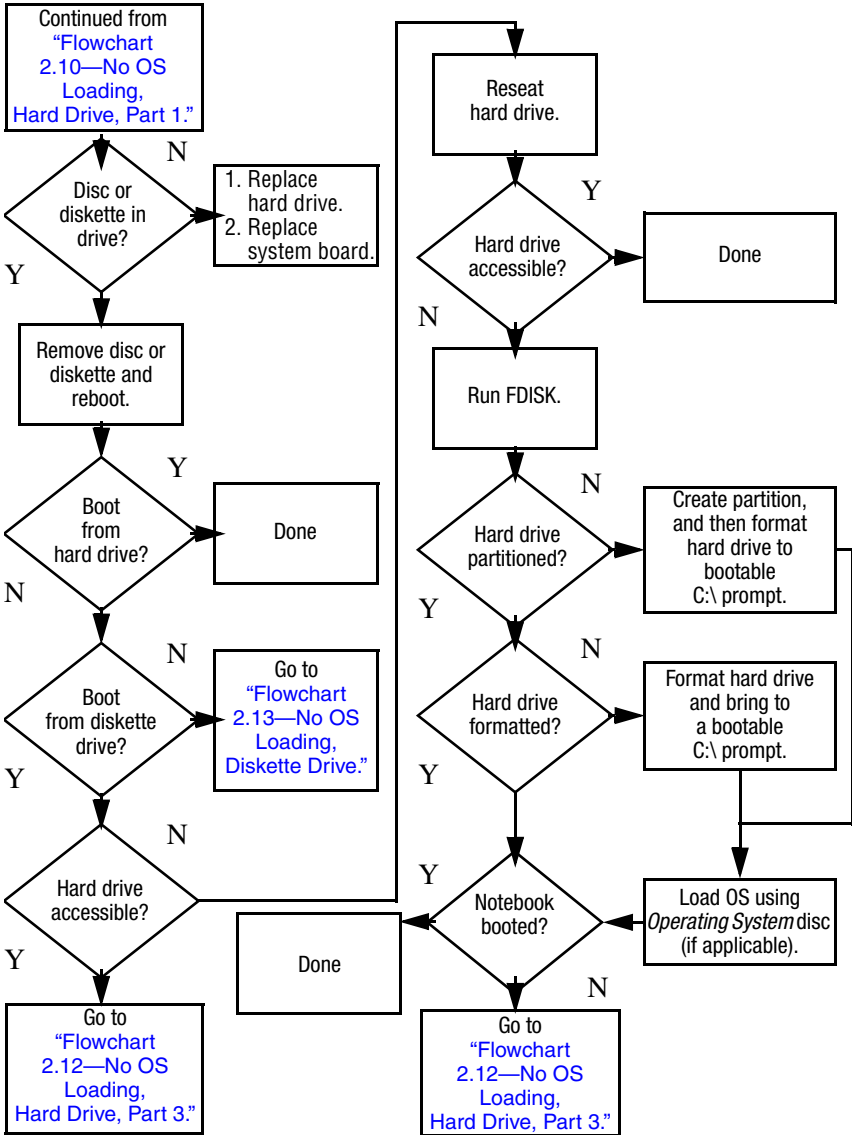 Continued from
“Flowchart
2.10—No OS
Loading,
Hard Drive, Part 1.”
N
Disc or
diskette in
drive?
1. Replace
hard drive.
2. Replace
system board.
Y
Remove disc or
diskette and
reboot.
Y
Boot
from
hard drive?
Done
N
N
Boot
from diskette
drive?
Go to
“Flowchart
2.13—No OS
Loading,
Diskette Drive.”
Y
N
Hard drive
accessible?
Y
Go to
“Flowchart
2.12—No OS
Loading,
Hard Drive, Part 3.”
Reseat
hard drive.
Y
Hard drive
accessible?
Done
N
Run FDISK.
N
Hard drive
partitioned?
Create partition,
and then format
hard drive to
bootable
C:\ prompt.
Y
N
Hard drive
formatted?
Format hard drive
and bring to
a bootable
C:\ prompt.
Y
Load OS using
Operating System disc
(if applicable).
Y
Notebook
booted?
Done
N
Go to
“Flowchart
2.12—No OS
Loading,
Hard Drive, Part 3.”